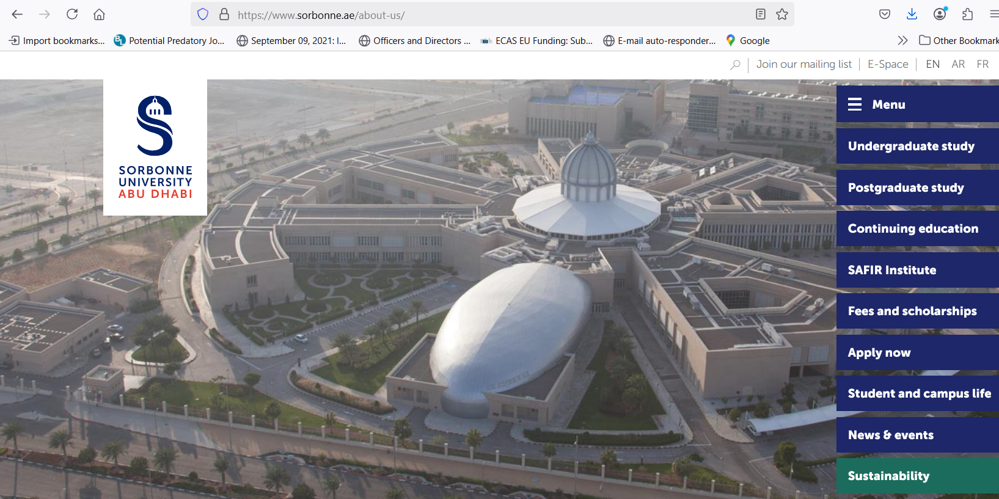 https://www.sorbonne.ae/about-us/
Import bookmarks...
BL
Potential Predatory Jo...
September 09, 2021: I...
Officers and Directors ...
ECAS EU Funding: Sub...
E-mail auto-responder...
Google
Other Bookmark
Join our mailing list
E-Space
EN
AR
FR
SORBONNE
UNIVERSITY
ABU DHABI
Menu
Undergraduate study
Postgraduate study
Continuing education
SAFIR Institute
Fees and scholarships
Apply now
Student and campus life
News & events
Sustainability